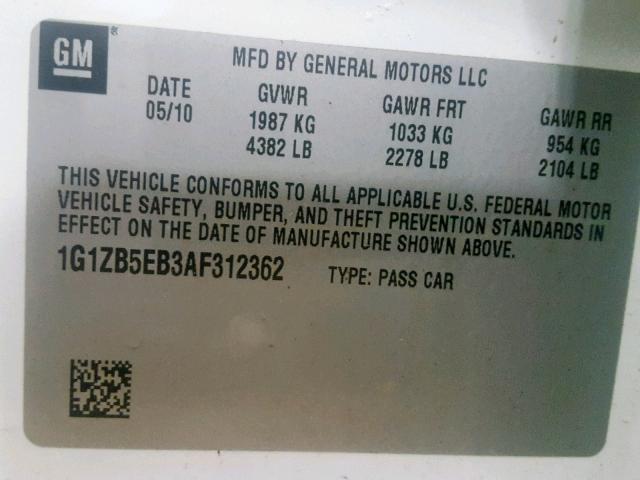 GM®
MFD BY GENERAL MOTORS LLC
DATE GVWR GAWR FRT GAWR RR
05/10 1987 KG 1033 KG 954 KG
4382 LB 2278 LB 2104 LB
THIS VEHICLE CONFORMS TO ALL APPLICABLE U.S. FEDERAL MOTOR
VEHICLE SAFETY, BUMPER, AND THEFT PREVENTION STANDARDS IN
EFFECT ON THE DATE OF MANUFACTURE SHOWN ABOVE.
1G1ZB5EB3AF312362 TYPE: PASS CAR